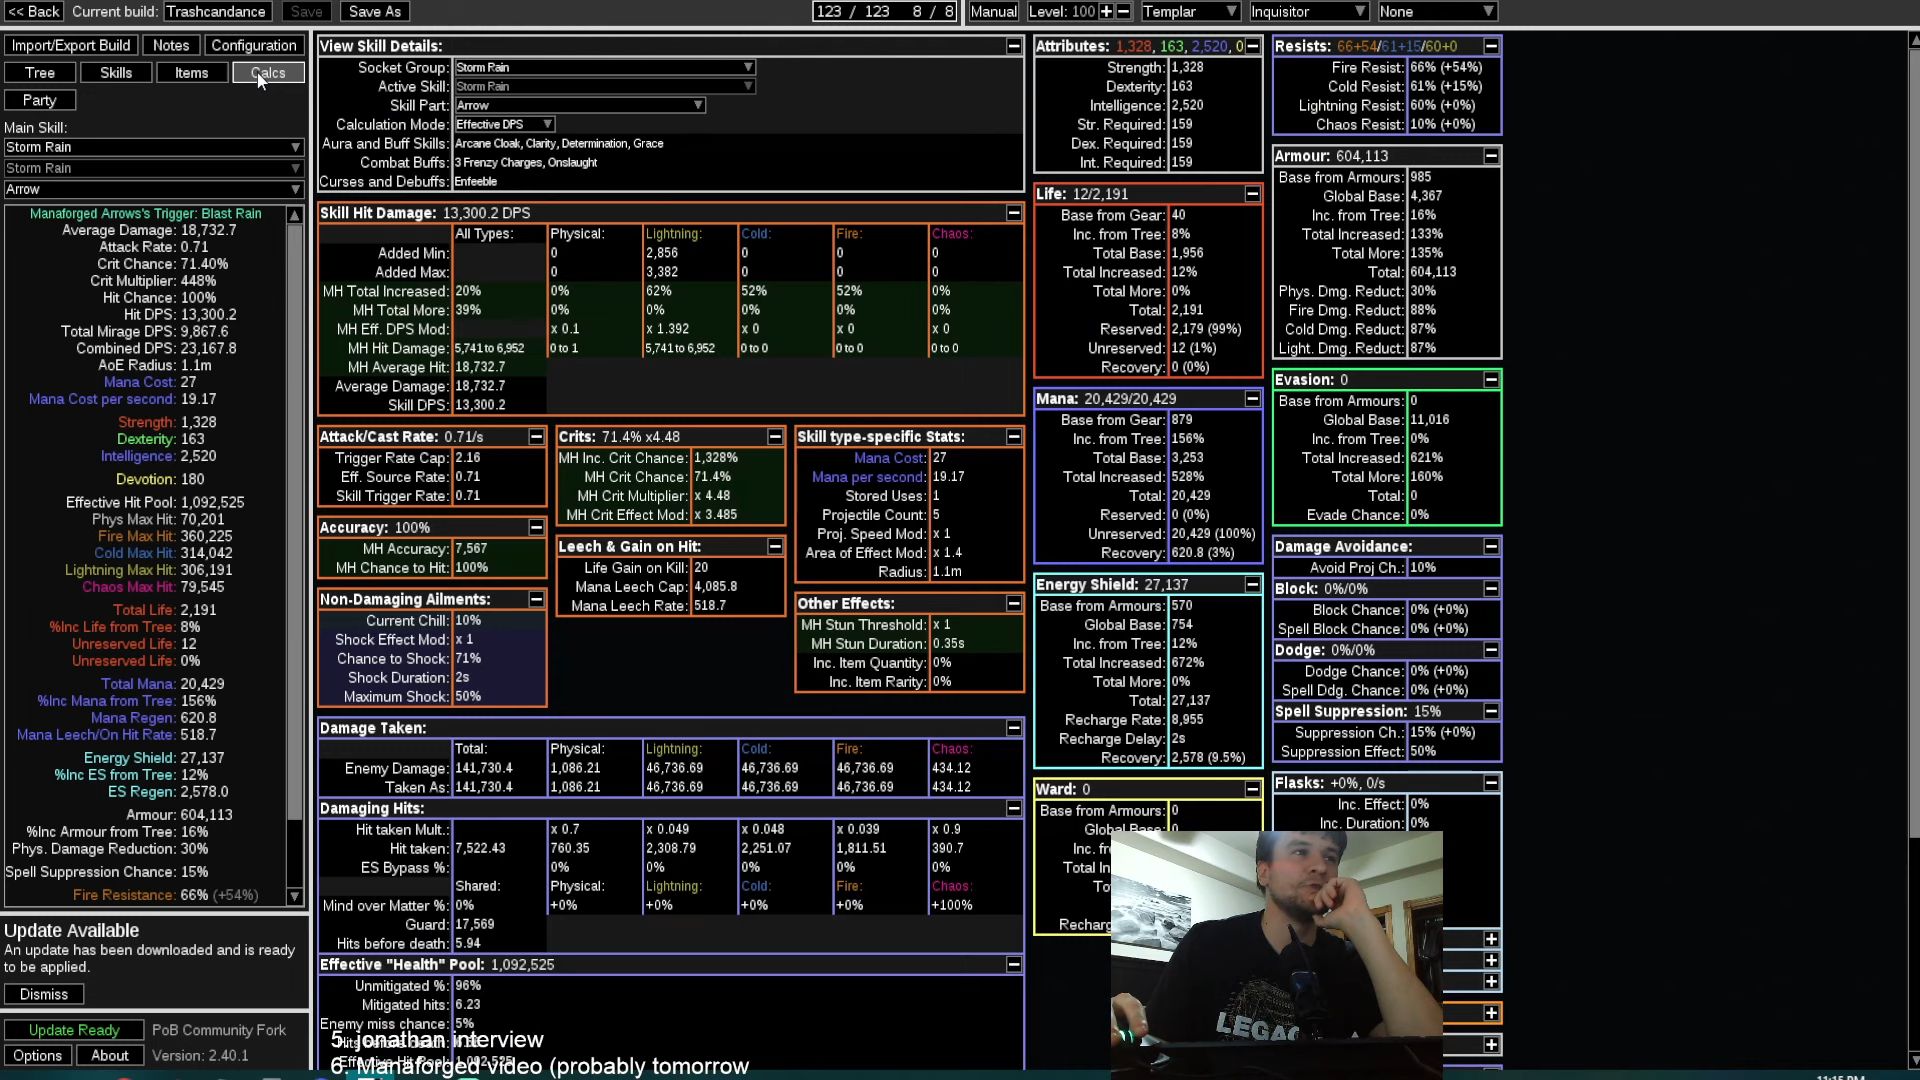 << Back Current build: Trashcandance Save Save As 123 / 123 8 / 8 Manual Level: 100 + − Templar Inquisitor None
Import/Export Build Notes Configuration
Tree Skills Items Calcs
Party
Main Skill:
Storm Rain
Storm Rain
Arrow
Manaforged Arrows's Trigger: Blast Rain
Average Damage: 18,732.7
Attack Rate: 0.71
Crit Chance: 71.40%
Crit Multiplier: 448%
Hit Chance: 100%
Hit DPS: 13,300.2
Total Mirage DPS: 9,867.6
Combined DPS: 23,167.8
AoE Radius: 1.1m
Mana Cost: 27
Mana Cost per second: 19.17
Strength: 1,328
Dexterity: 163
Intelligence: 2,520
Devotion: 180
Effective Hit Pool: 1,092,525
Phys Max Hit: 70,201
Fire Max Hit: 360,225
Cold Max Hit: 314,042
Lightning Max Hit: 306,191
Chaos Max Hit: 79,545
Total Life: 2,191
%Inc Life from Tree: 8%
Unreserved Life: 12
Unreserved Life: 0%
Total Mana: 20,429
%Inc Mana from Tree: 156%
Mana Regen: 620.8
Mana Leech/On Hit Rate: 518.7
Energy Shield: 27,137
%Inc ES from Tree: 12%
ES Regen: 2,578.0
Armour: 604,113
%Inc Armour from Tree: 16%
Phys. Damage Reduction: 30%
Spell Suppression Chance: 15%
Fire Resistance: 66% (+54%)
Update Available
An update has been downloaded and is ready
to be applied.
Dismiss
Update Ready PoB Community Fork
Options About Version: 2.40.1
View Skill Details:
Socket Group: Storm Rain
Active Skill: Storm Rain
Skill Part: Arrow
Calculation Mode: Effective DPS
Aura and Buff Skills: Arcane Cloak, Clarity, Determination, Grace
Combat Buffs: 3 Frenzy Charges, Onslaught
Curses and Debuffs: Enfeeble
Skill Hit Damage: 13,300.2 DPS
All Types: Physical: Lightning: Cold: Fire: Chaos:
Added Min: 0 2,856 0 0 0
Added Max: 0 3,382 0 0 0
MH Total Increased: 20% 0% 62% 52% 52% 0%
MH Total More: 39% 0% 0% 0% 0% 0%
MH Eff. DPS Mod: x 0.1 x 1.392 x 0 x 0 x 0
MH Hit Damage: 5,741 to 6,952 0 to 1 5,741 to 6,952 0 to 0 0 to 0 0 to 0
MH Average Hit: 18,732.7
Average Damage: 18,732.7
Skill DPS: 13,300.2
Attack/Cast Rate: 0.71/s
Trigger Rate Cap: 2.16
Eff. Source Rate: 0.71
Skill Trigger Rate: 0.71
Accuracy: 100%
MH Accuracy: 7,567
MH Chance to Hit: 100%
Non-Damaging Ailments:
Current Chill: 10%
Shock Effect Mod: x 1
Chance to Shock: 71%
Shock Duration: 2s
Maximum Shock: 50%
Crits: 71.4% x4.48
MH Inc. Crit Chance: 1,328%
MH Crit Chance: 71.4%
MH Crit Multiplier: x 4.48
MH Crit Effect Mod: x 3.485
Leech & Gain on Hit:
Life Gain on Kill: 20
Mana Leech Cap: 4,085.8
Mana Leech Rate: 518.7
Skill type-specific Stats:
Mana Cost: 27
Mana per second: 19.17
Stored Uses: 1
Projectile Count: 5
Proj. Speed Mod: x 1
Area of Effect Mod: x 1.4
Radius: 1.1m
Other Effects:
MH Stun Threshold: x 1
MH Stun Duration: 0.35s
Inc. Item Quantity: 0%
Inc. Item Rarity: 0%
Damage Taken:
Total: Physical: Lightning: Cold: Fire: Chaos:
Enemy Damage: 141,730.4 1,086.21 46,736.69 46,736.69 46,736.69 434.12
Taken As: 141,730.4 1,086.21 46,736.69 46,736.69 46,736.69 434.12
Damaging Hits:
Hit taken Mult.: x 0.7 x 0.049 x 0.048 x 0.039 x 0.9
Hit taken: 7,522.43 760.35 2,308.79 2,251.07 1,811.51 390.7
ES Bypass %: 0% 0% 0% 0% 0%
Shared: Physical: Lightning: Cold: Fire: Chaos:
Mind over Matter %: 0% +0% +0% +0% +0% +100%
Guard: 17,569
Hits before death: 5.94
Effective "Health" Pool: 1,092,525
Unmitigated %: 96%
Mitigated hits: 6.23
Enemy miss chance: 5%
Effective Hit Pool: 1,092,525
5. jonathan interview
6. Manaforged video (probably tomorrow
Attributes: 1,328, 163, 2,520, 0
Strength: 1,328
Dexterity: 163
Intelligence: 2,520
Str. Required: 159
Dex. Required: 159
Int. Required: 159
Life: 12/2,191
Base from Gear: 40
Inc. from Tree: 8%
Total Base: 1,956
Total Increased: 12%
Total More: 0%
Total: 2,191
Reserved: 2,179 (99%)
Unreserved: 12 (1%)
Recovery: 0 (0%)
Mana: 20,429/20,429
Base from Gear: 879
Inc. from Tree: 156%
Total Base: 3,253
Total Increased: 528%
Total: 20,429
Reserved: 0 (0%)
Unreserved: 20,429 (100%)
Recovery: 620.8 (3%)
Energy Shield: 27,137
Base from Armours: 570
Global Base: 754
Inc. from Tree: 12%
Total Increased: 672%
Total More: 0%
Total: 27,137
Recharge Rate: 8,955
Recharge Delay: 2s
Recovery: 2,578 (9.5%)
Ward: 0
Base from Armours: 0
Global Base: 0
Resists: 66+54/61+15/60+0
Fire Resist: 66% (+54%)
Cold Resist: 61% (+15%)
Lightning Resist: 60% (+0%)
Chaos Resist: 10% (+0%)
Armour: 604,113
Base from Armours: 985
Global Base: 4,367
Inc. from Tree: 16%
Total Increased: 133%
Total More: 135%
Total: 604,113
Phys. Dmg. Reduct: 30%
Fire Dmg. Reduct: 88%
Cold Dmg. Reduct: 87%
Light. Dmg. Reduct: 87%
Evasion: 0
Base from Armours: 0
Global Base: 11,016
Inc. from Tree: 0%
Total Increased: 621%
Total More: 160%
Total: 0
Evade Chance: 0%
Damage Avoidance:
Avoid Proj Ch.: 10%
Block: 0%/0%
Block Chance: 0% (+0%)
Spell Block Chance: 0% (+0%)
Dodge: 0%/0%
Dodge Chance: 0% (+0%)
Spell Ddg. Chance: 0% (+0%)
Spell Suppression: 15%
Suppression Ch.: 15% (+0%)
Suppression Effect: 50%
Flasks: +0%, 0/s
Inc. Effect: 0%
Inc. Duration: 0%